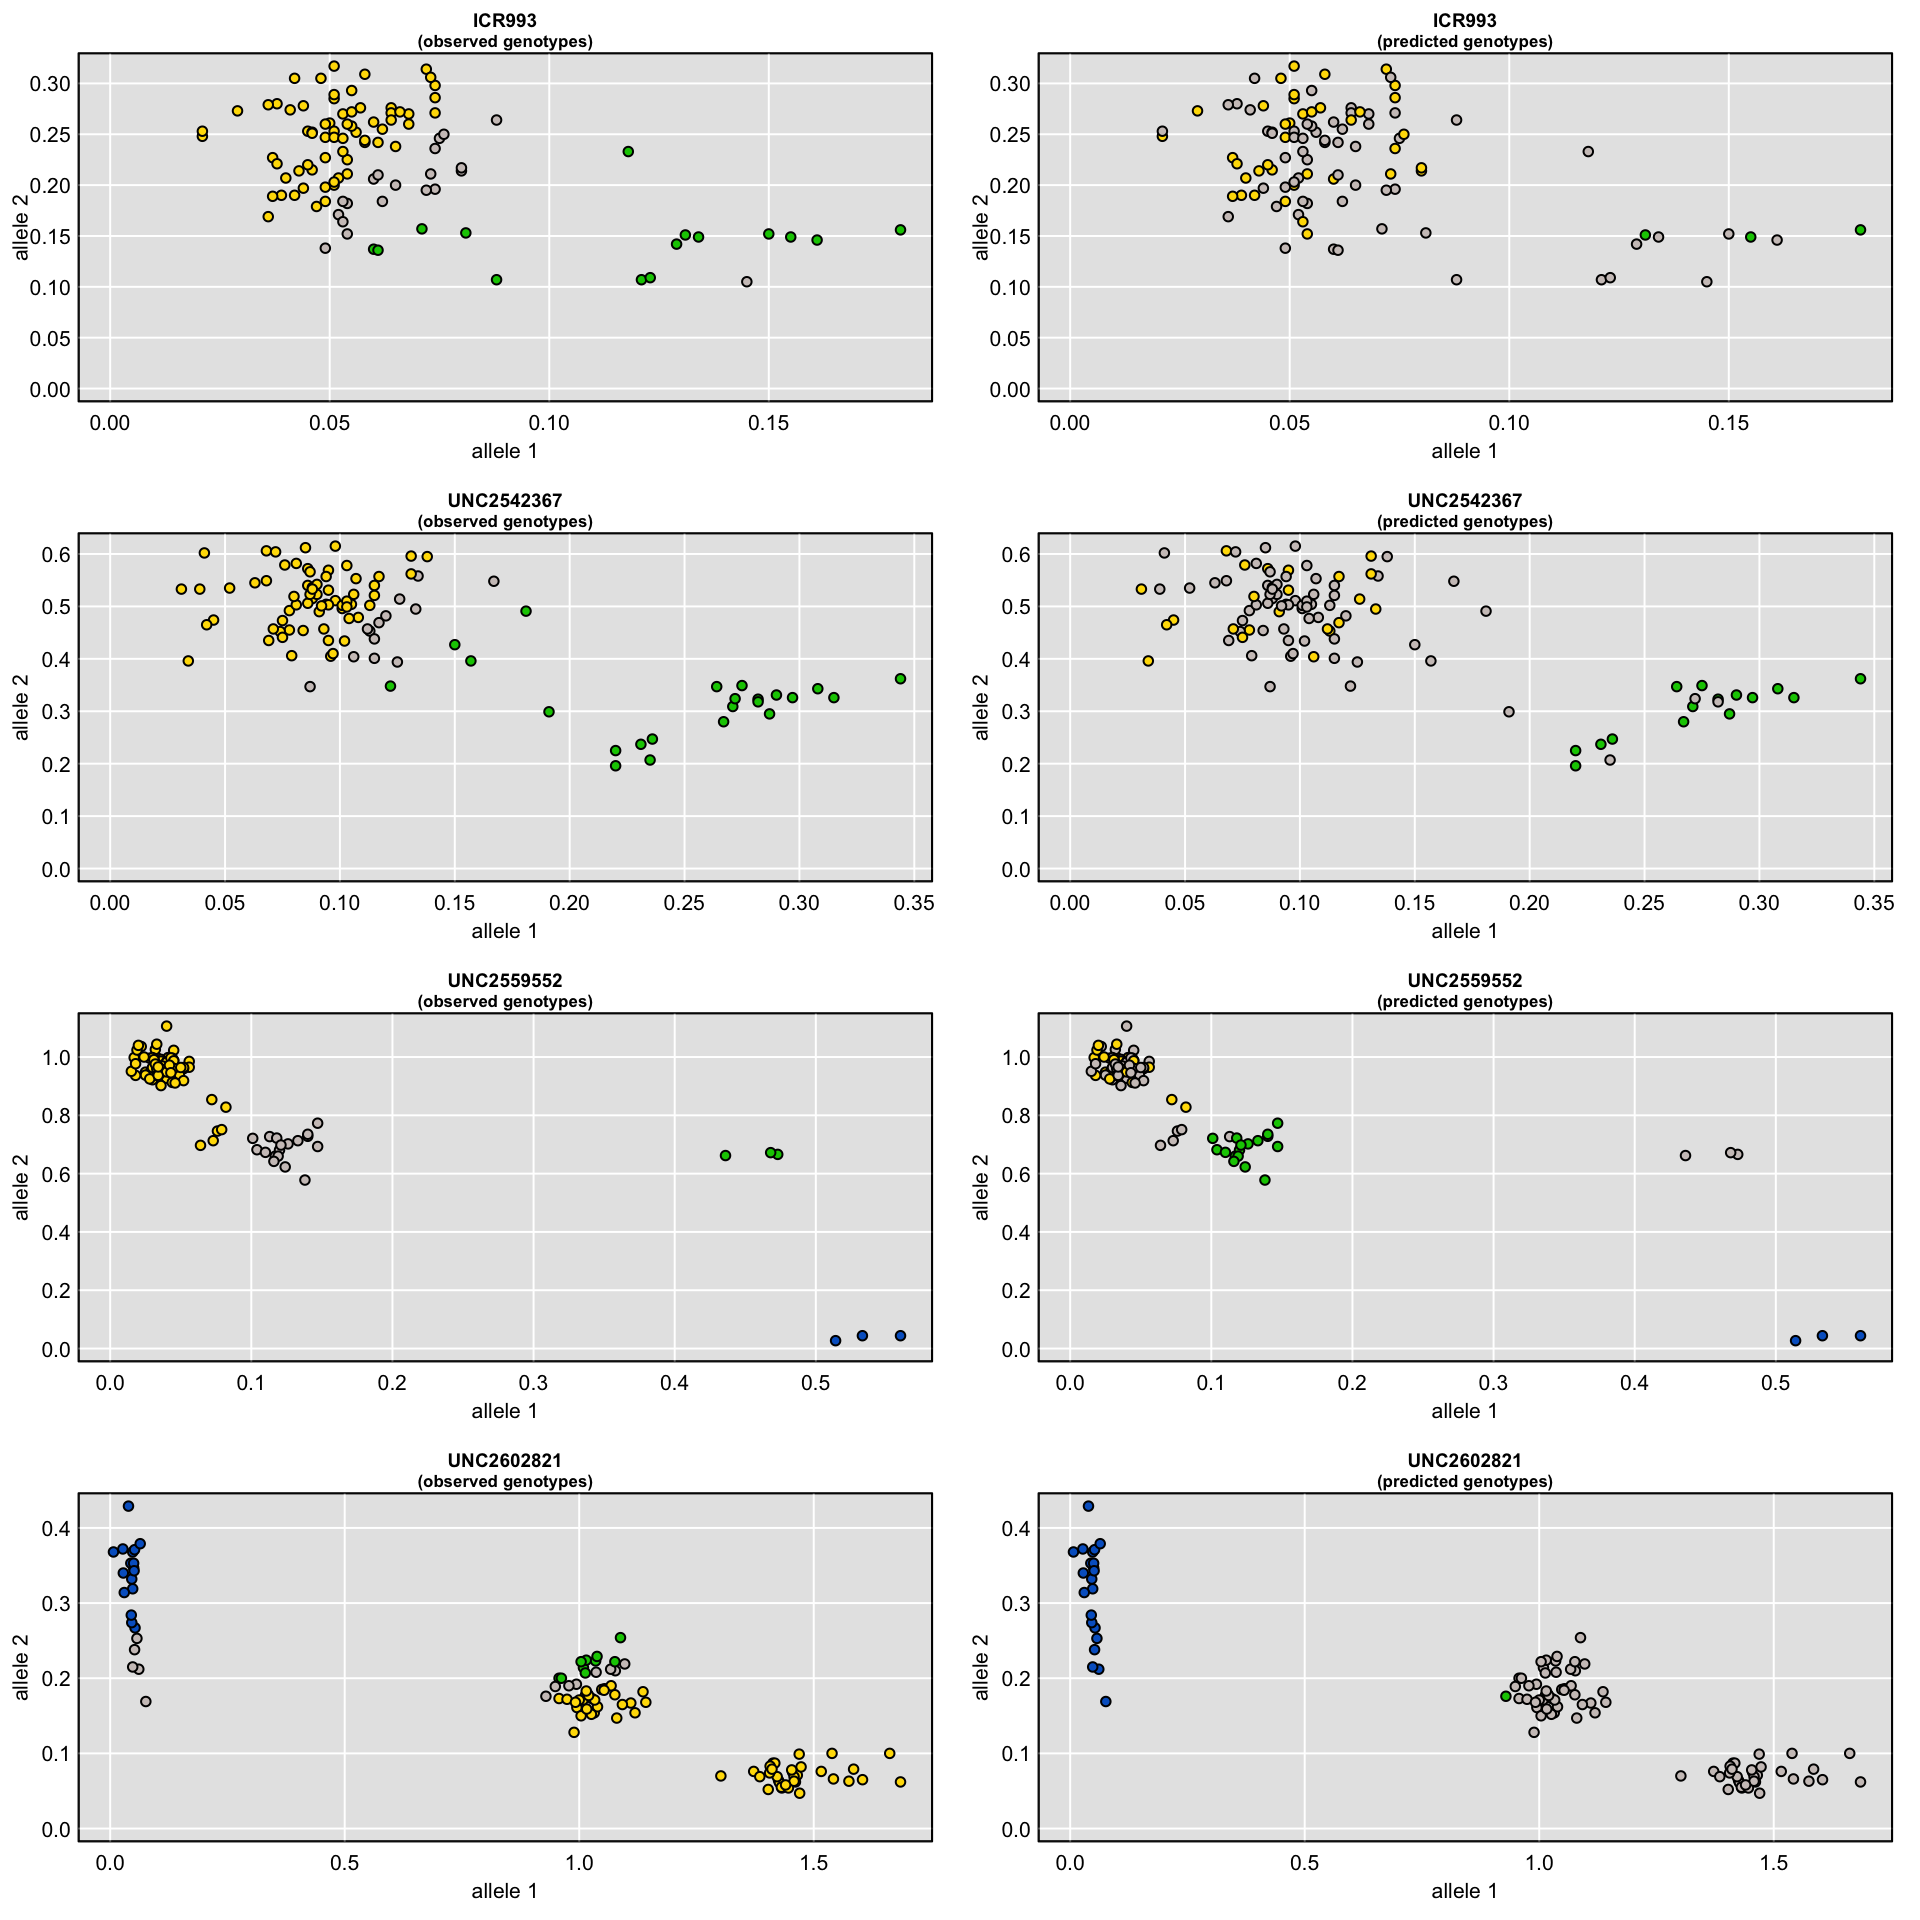 ICR993
(observed genotypes)
allele 2
0.30
0.25
0.20
0.15
0.10
0.05
0.00
0.00 0.05 0.10 0.15
allele 1
ICR993
(predicted genotypes)
allele 2
0.30
0.25
0.20
0.15
0.10
0.05
0.00
0.00 0.05 0.10 0.15
allele 1
UNC2542367
(observed genotypes)
allele 2
0.6
0.5
0.4
0.3
0.2
0.1
0.0
0.00 0.05 0.10 0.15 0.20 0.25 0.30 0.35
allele 1
UNC2542367
(predicted genotypes)
allele 2
0.6
0.5
0.4
0.3
0.2
0.1
0.0
0.00 0.05 0.10 0.15 0.20 0.25 0.30 0.35
allele 1
UNC2559552
(observed genotypes)
allele 2
1.0
0.8
0.6
0.4
0.2
0.0
0.0 0.1 0.2 0.3 0.4 0.5
allele 1
UNC2559552
(predicted genotypes)
allele 2
1.0
0.8
0.6
0.4
0.2
0.0
0.0 0.1 0.2 0.3 0.4 0.5
allele 1
UNC2602821
(observed genotypes)
allele 2
0.4
0.3
0.2
0.1
0.0
0.0 0.5 1.0 1.5
allele 1
UNC2602821
(predicted genotypes)
allele 2
0.4
0.3
0.2
0.1
0.0
0.0 0.5 1.0 1.5
allele 1